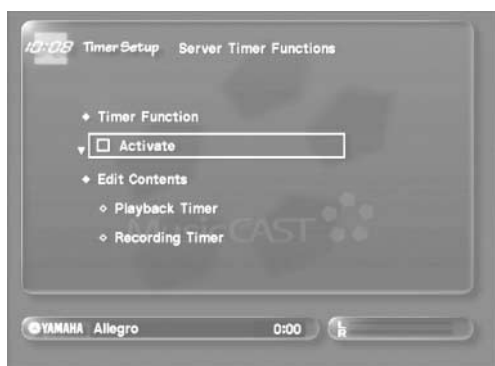 10:08 Timer Setup Server Timer Functions
Timer Function
Activate
Edit Contents
Playback Timer
Recording Timer
MusicCAST
YAMAHA Allegro 0:00 L
R